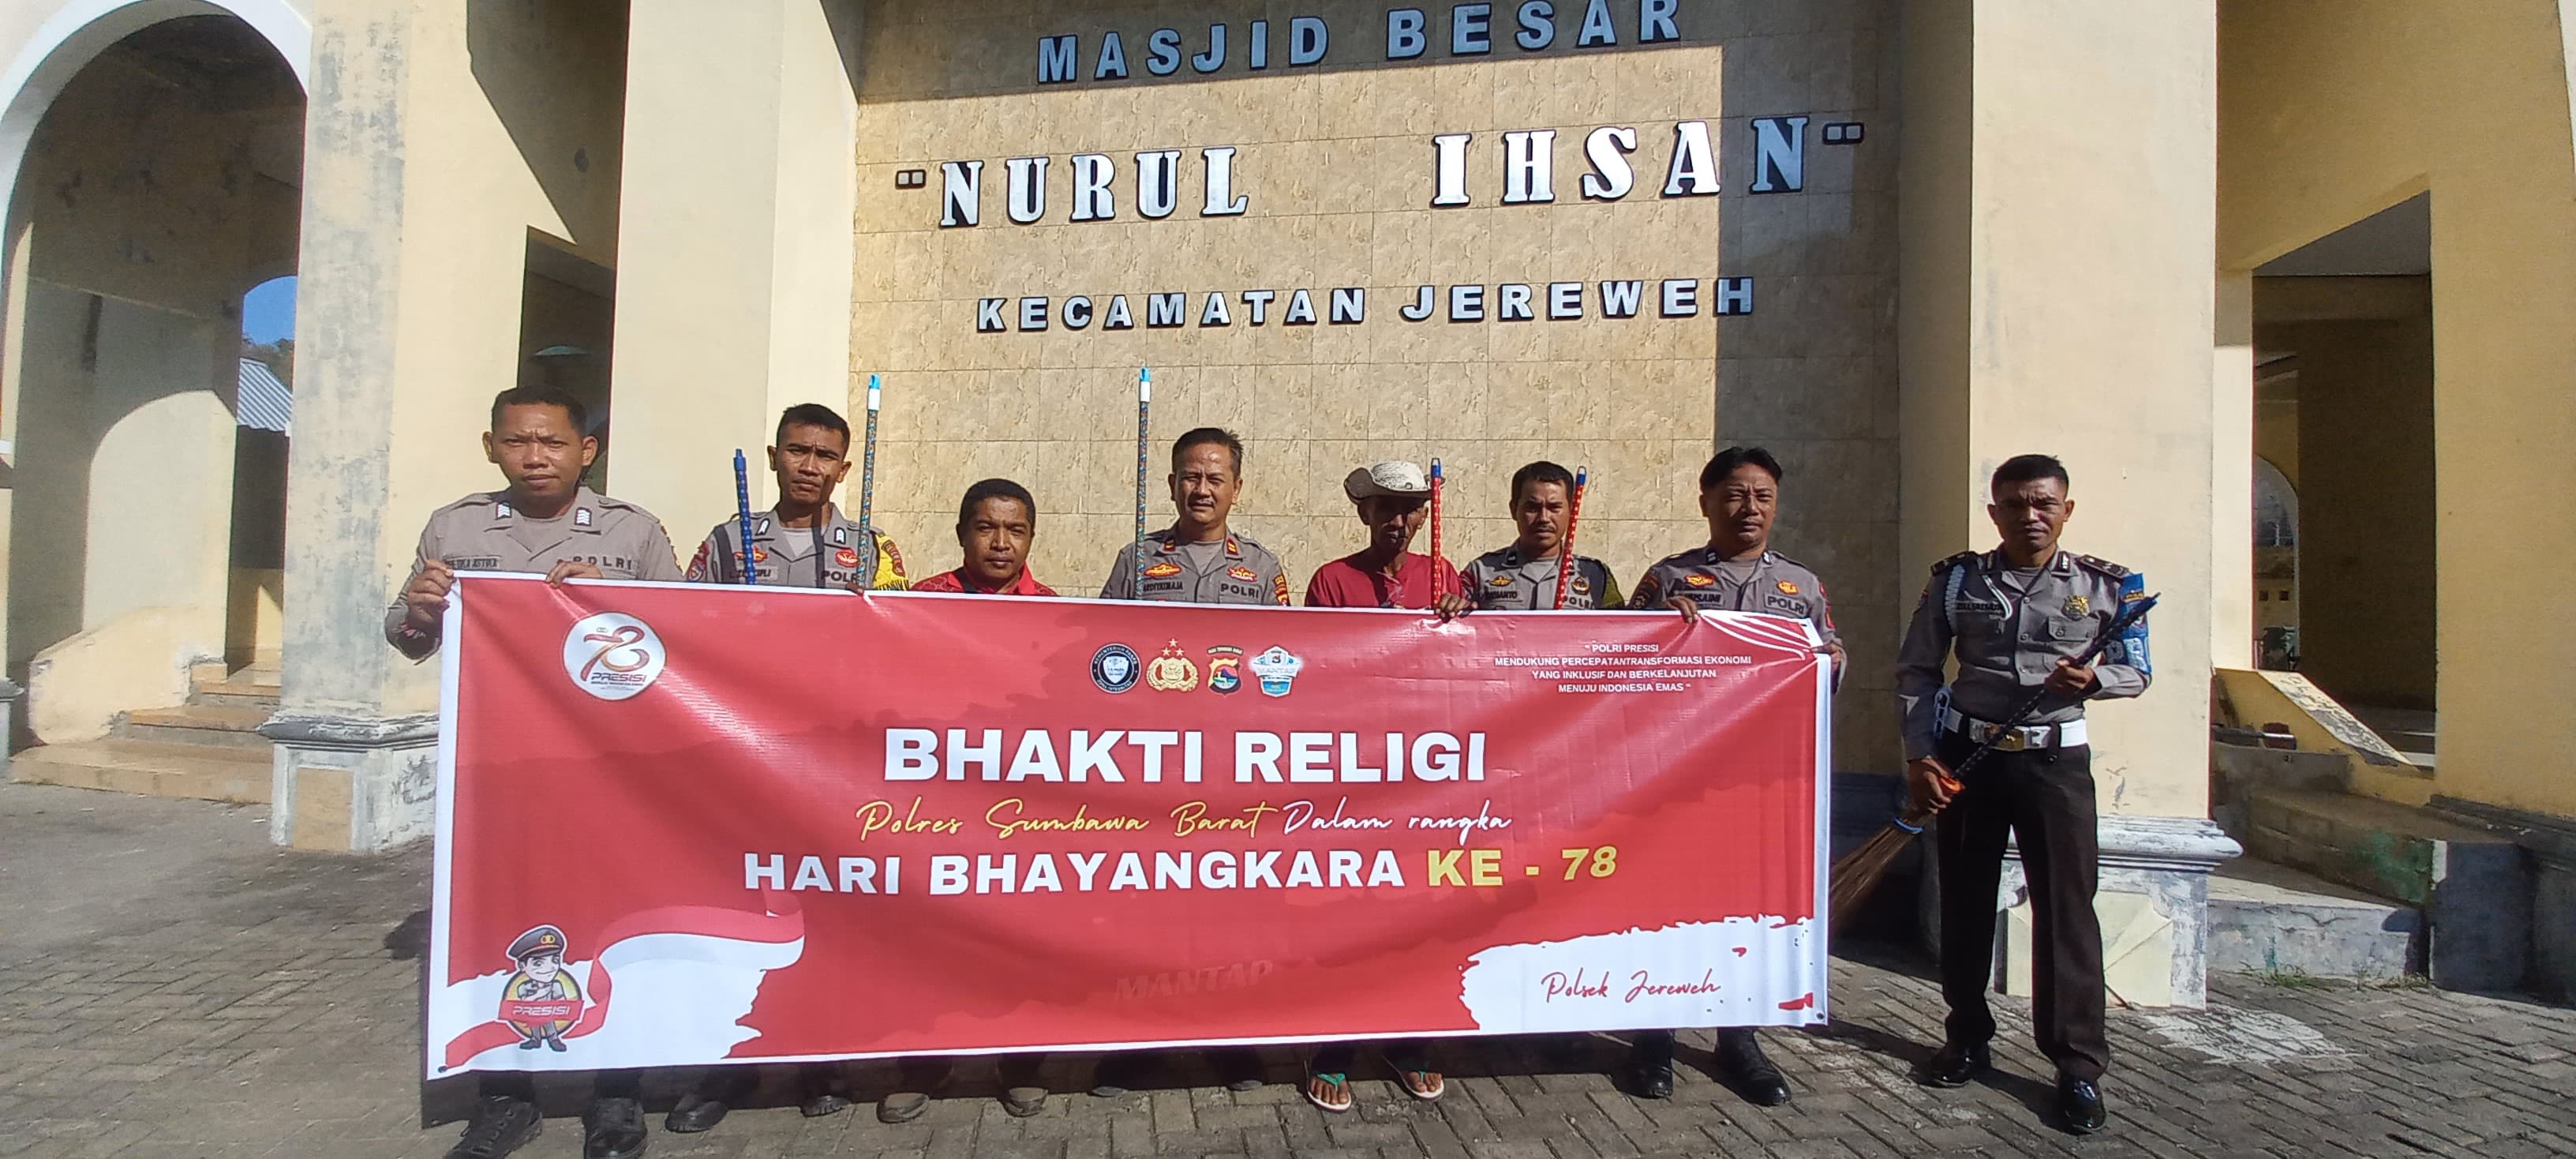 MASJID BESAR
"NURUL IHSAN"
KECAMATAN JEREWEH
POLRI
POLRI
POLRI
POLRI
POLRI
78
PRESISI
" POLRI PRESISI
MENDUKUNG PERCEPATANTRANSFORMASI EKONOMI
YANG INKLUSIF DAN BERKELANJUTAN
MENUJU INDONESIA EMAS "
BHAKTI RELIGI
Polres Sumbawa Barat Dalam rangka
HARI BHAYANGKARA KE - 78
MANTAP
PRESISI
Polsek Jereweh